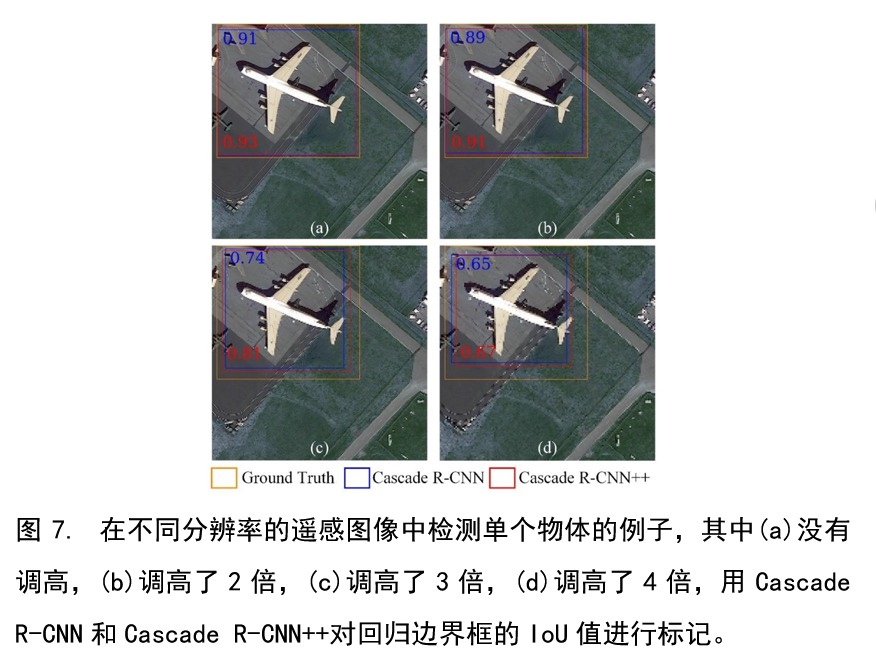 0.91
0.89
0.93
0.91
(a)
(b)
0.74
0.65
0.81
0.67
(c)
(d)
Ground Truth Cascade R-CNN Cascade R-CNN++
图 7. 在不同分辨率的遥感图像中检测单个物体的例子，其中(a)没有
调高，(b)调高了 2 倍，(c)调高了 3 倍，(d)调高了 4 倍，用 Cascade
R-CNN 和 Cascade R-CNN++对回归边界框的 IoU 值进行标记。